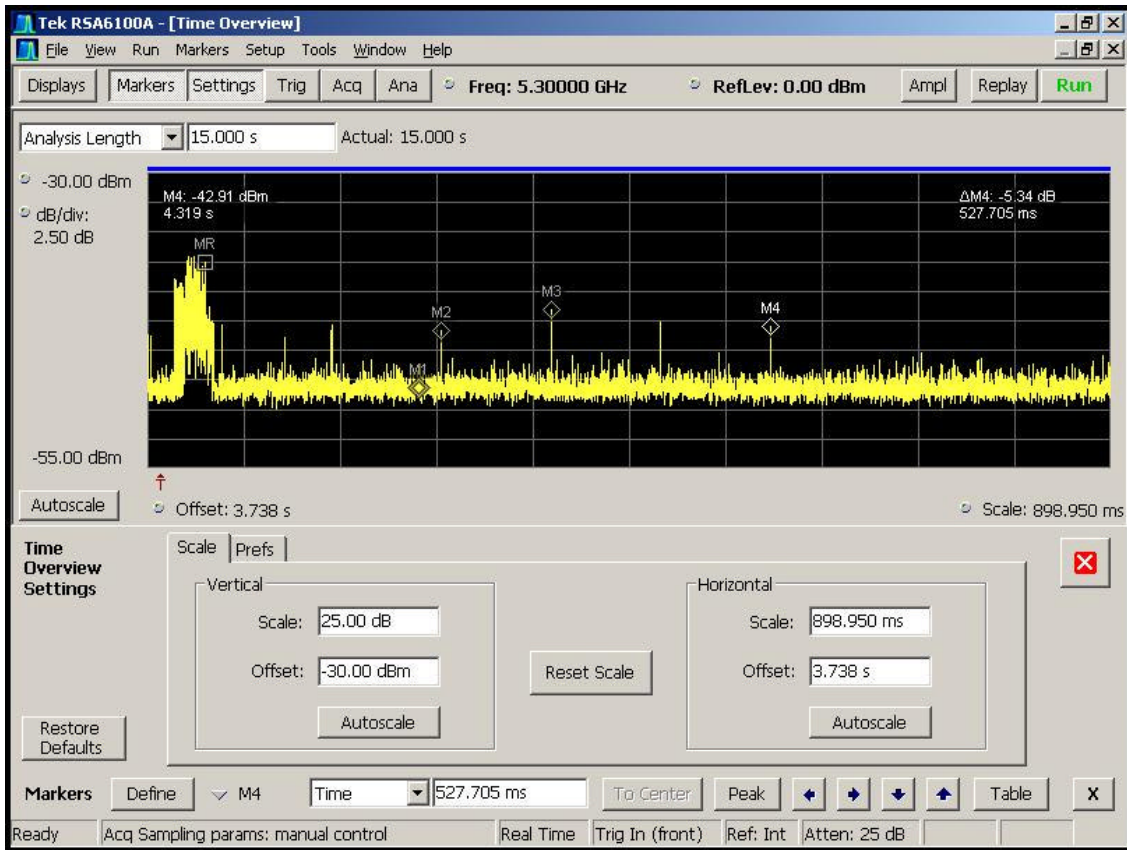 Tek RSA6100A - [Time Overview]
File View Run Markers Setup Tools Window Help
Displays Markers Settings Trig Acq Ana Freq: 5.30000 GHz RefLev: 0.00 dBm Ampl Replay Run
Analysis Length 15.000 s Actual: 15.000 s
-30.00 dBm
dB/div:
2.50 dB
-55.00 dBm
M4: -42.91 dBm
4.319 s
ΔM4: -5.34 dB
527.705 ms
MR
M1
M2
M3
M4
Autoscale Offset: 3.738 s Scale: 898.950 ms
Time
Overview
Settings
Scale Prefs
Vertical
Scale: 25.00 dB
Offset: -30.00 dBm
Autoscale
Reset Scale
Horizontal
Scale: 898.950 ms
Offset: 3.738 s
Autoscale
Restore
Defaults
Markers Define M4 Time 527.705 ms To Center Peak Table X
Ready Acq Sampling params: manual control Real Time Trig In (front) Ref: Int Atten: 25 dB